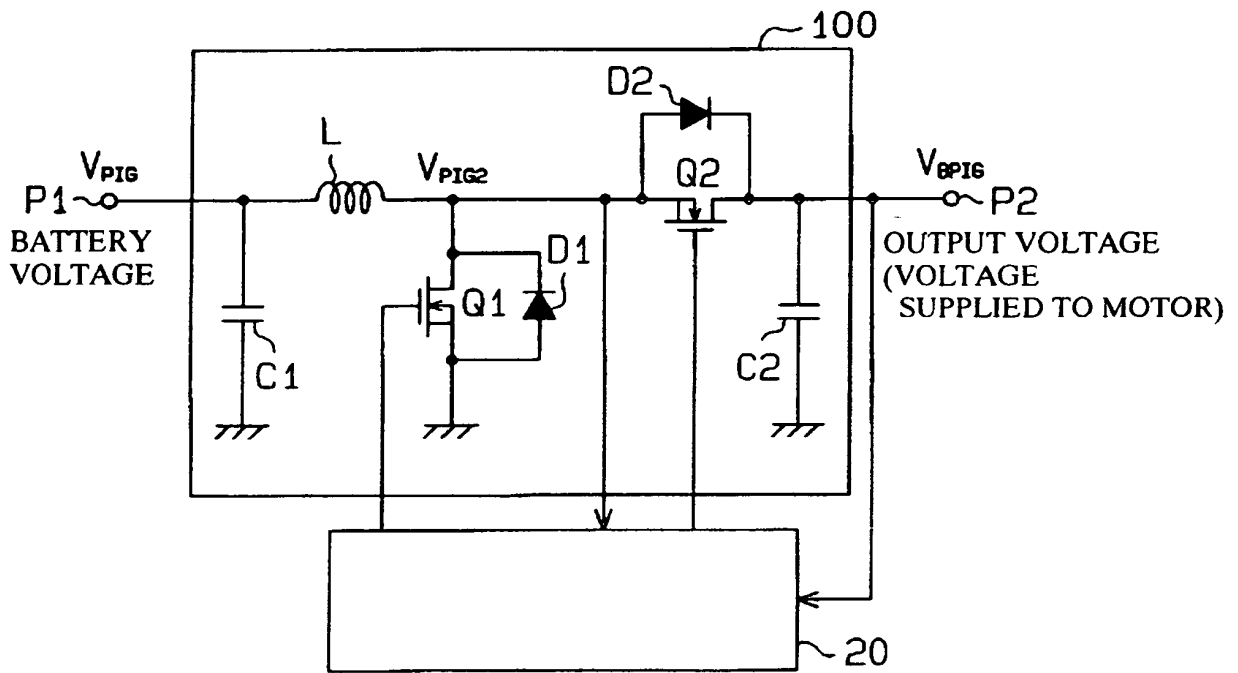 100
D2
L
VPIG
VPIG2
Q2
VBPIG
P1
P2
BATTERY
VOLTAGE
OUTPUT VOLTAGE
(VOLTAGE
SUPPLIED TO MOTOR)
D1
Q1
C1
C2
20